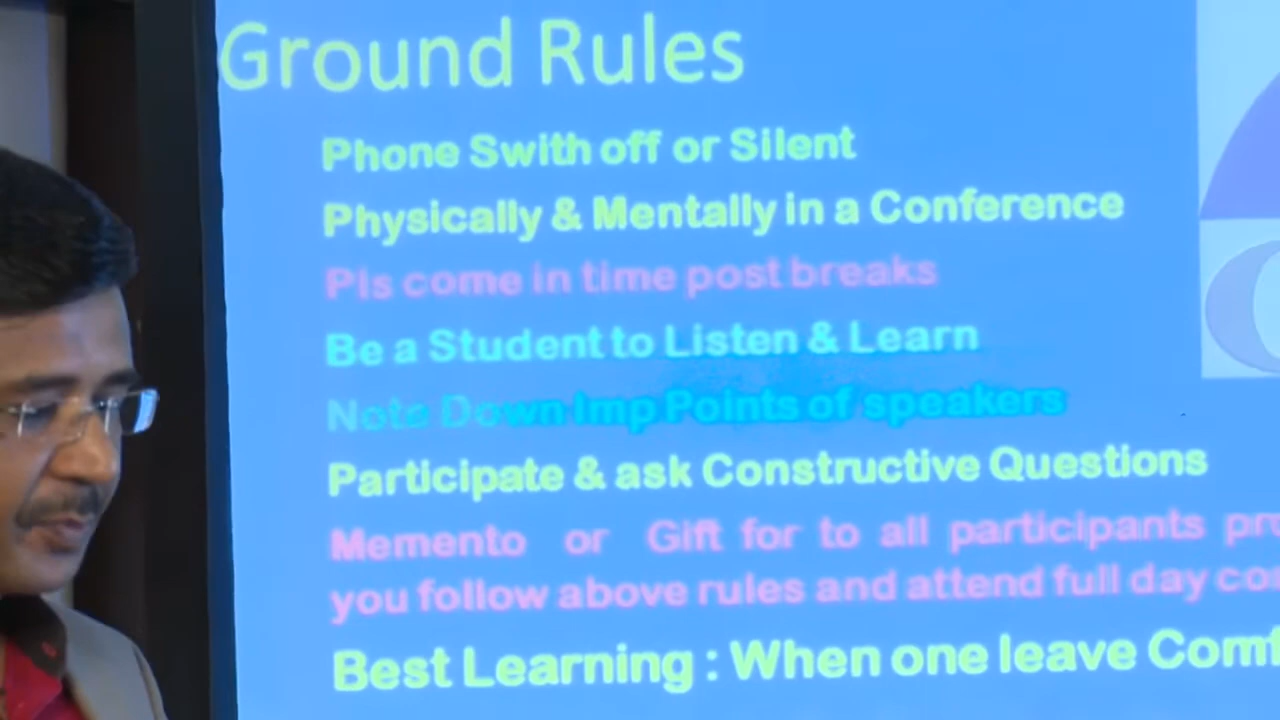 Ground Rules
Phone Swith off or Silent
Physically & Mentally in a Conference
Pls come in time post breaks
Be a Student to Listen & Learn
Note Down Imp Points of speakers
Participate & ask Constructive Questions
Memento or Gift for to all participants
you follow above rules and attend full day
Best Learning : When one leave